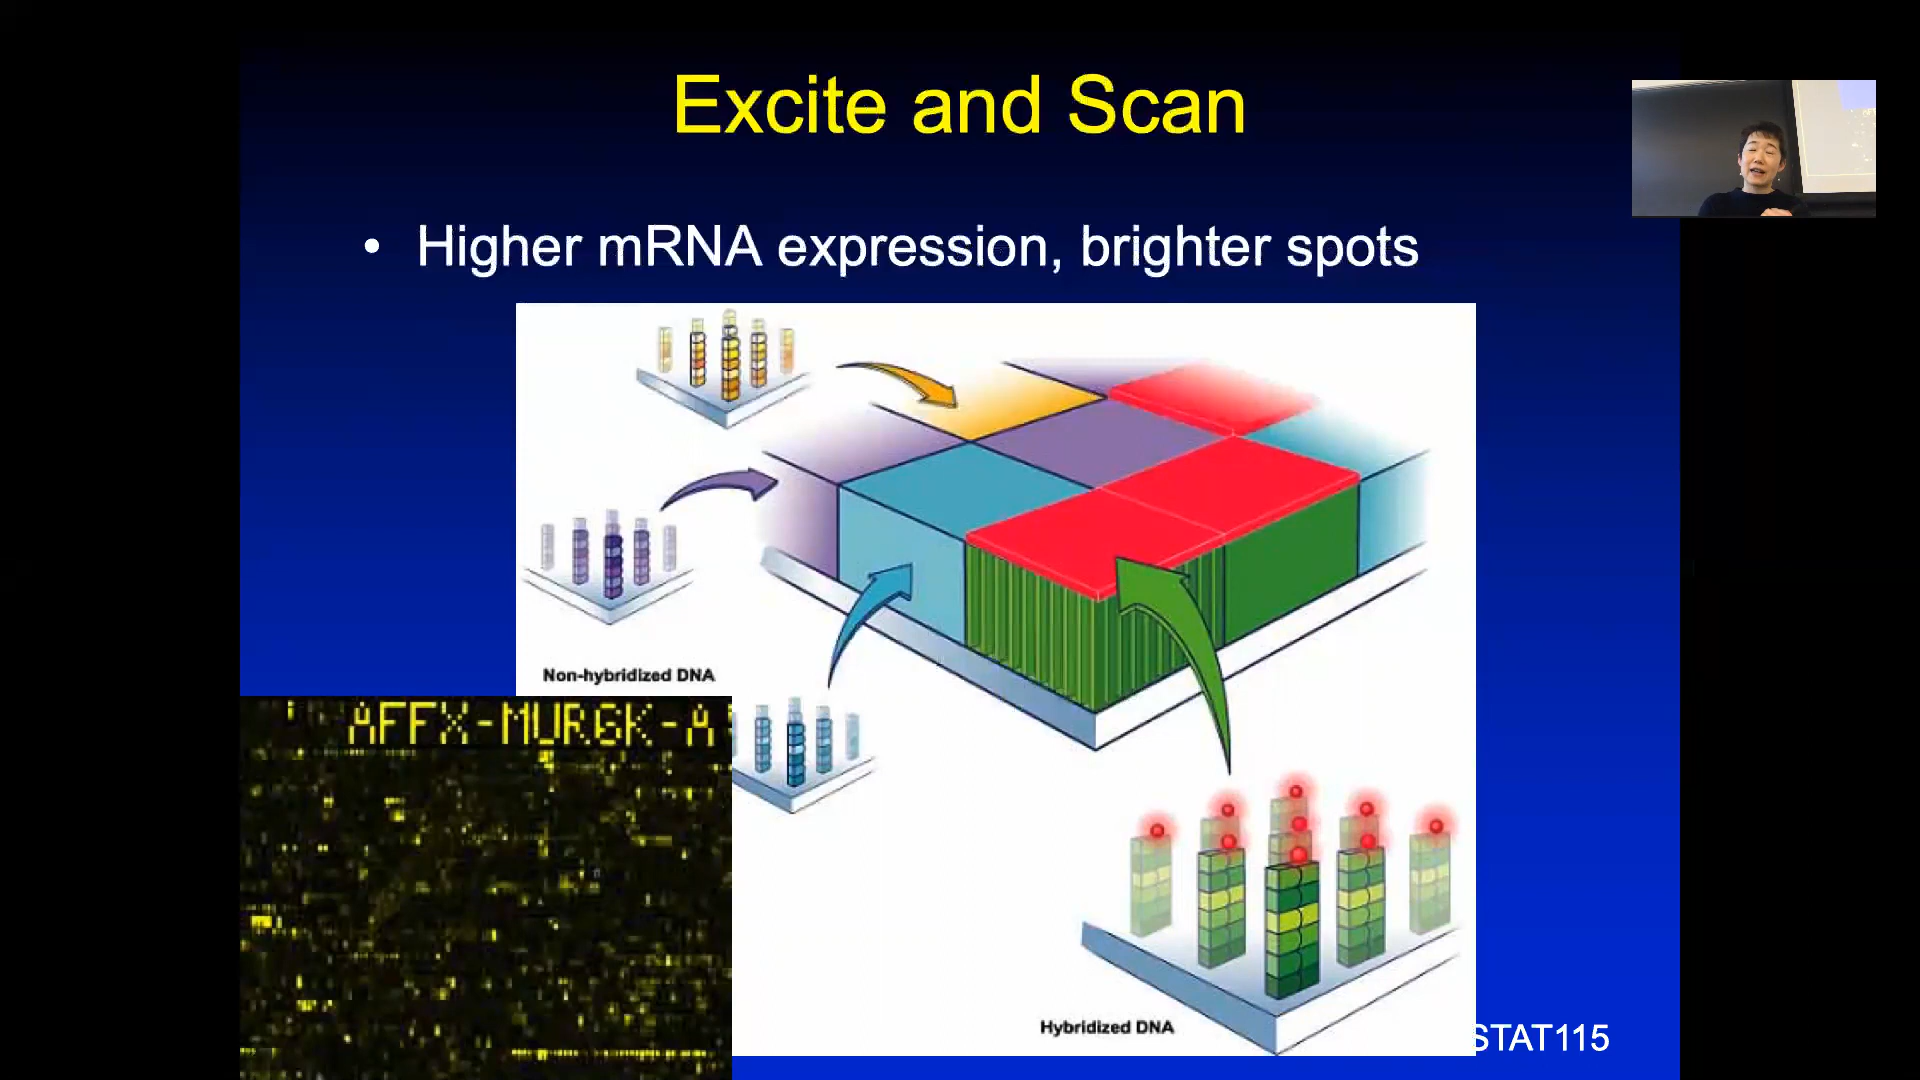 Excite and Scan
• Higher mRNA expression, brighter spots
Non-hybridized DNA
AFFX-MURGK-A
Hybridized DNA
STAT115